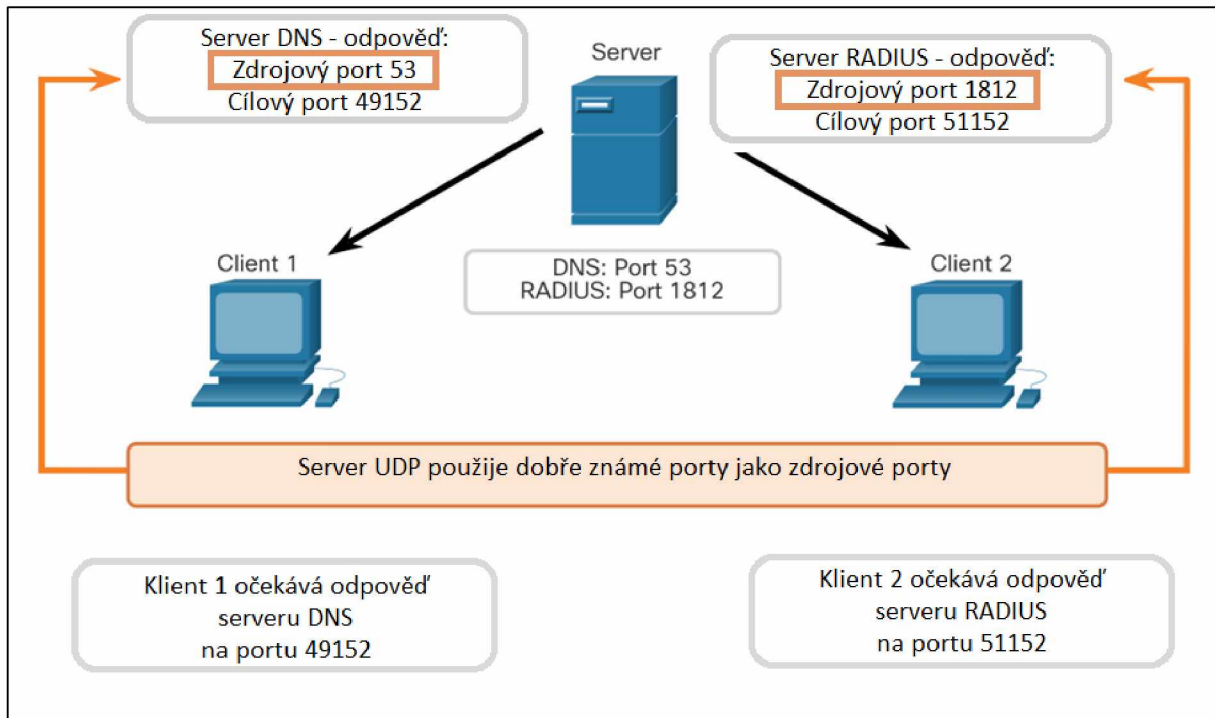 Server DNS - odpověď:
Zdrojový port 53
Cílový port 49152
Server
Server RADIUS - odpověď:
Zdrojový port 1812
Cílový port 51152
Client 1
DNS: Port 53
RADIUS: Port 1812
Client 2
Server UDP použije dobře známé porty jako zdrojové porty
Klient 1 očekává odpověď
serveru DNS
na portu 49152
Klient 2 očekává odpověď
serveru RADIUS
na portu 51152